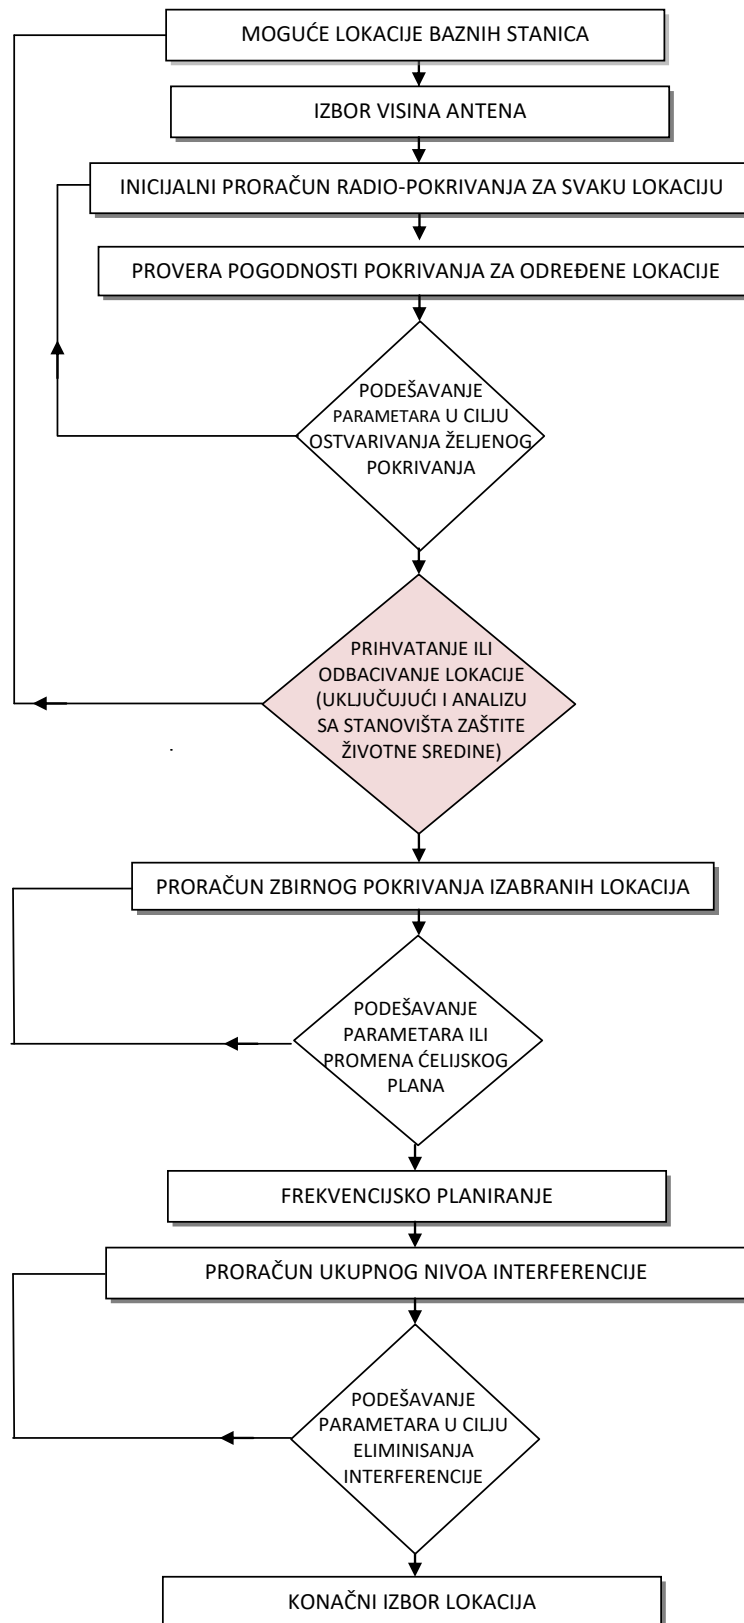 MOGUĆE LOKACIJE BAZNIH STANICA
IZBOR VISINA ANTENA
INICIJALNI PRORAČUN RADIO-POKRIVANJA ZA SVAKU LOKACIJU
PROVERA POGODNOSTI POKRIVANJA ZA ODREĐENE LOKACIJE
PODEŠAVANJE
PARAMETARA U CILJU
OSTVARIVANJA ŽELJENOG
POKRIVANJA
PRIHVATANJE ILI
ODBACIVANJE LOKACIJE
(UKLJUČUJUĆI I ANALIZU
SA STANOVIŠTA ZAŠTITE
ŽIVOTNE SREDINE)
PRORAČUN ZBIRNOG POKRIVANJA IZABRANIH LOKACIJA
PODEŠAVANJE
PARAMETARA ILI
PROMENA ĆELIJSKOG
PLANA
FREKVENCIJSKO PLANIRANJE
PRORAČUN UKUPNOG NIVOA INTERFERENCIJE
PODEŠAVANJE
PARAMETARA U CILJU
ELIMINISANJA
INTERFERENCIJE
KONAČNI IZBOR LOKACIJA